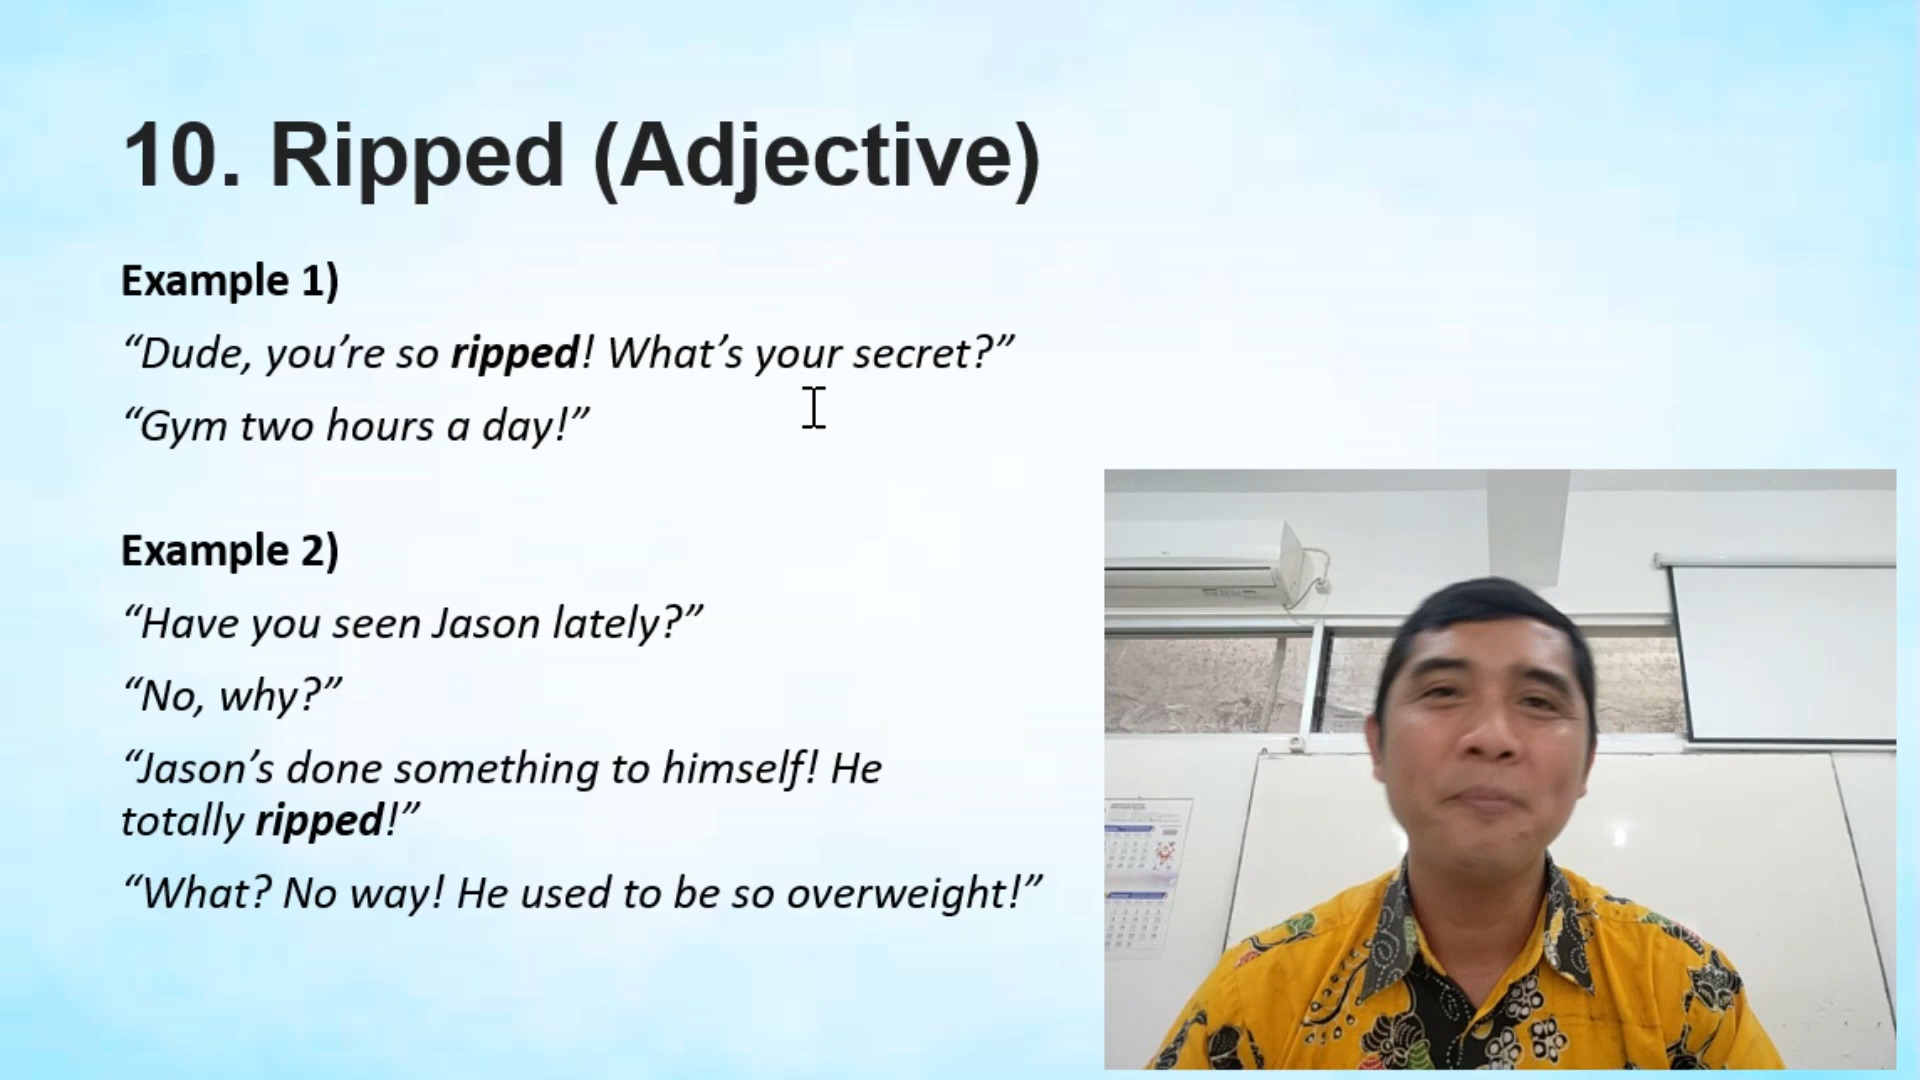 10. Ripped (Adjective)
Example 1)
“Dude, you’re so ripped! What’s your secret?”
“Gym two hours a day!”
Example 2)
“Have you seen Jason lately?”
“No, why?”
“Jason’s done something to himself! He
totally ripped!”
“What? No way! He used to be so overweight!”